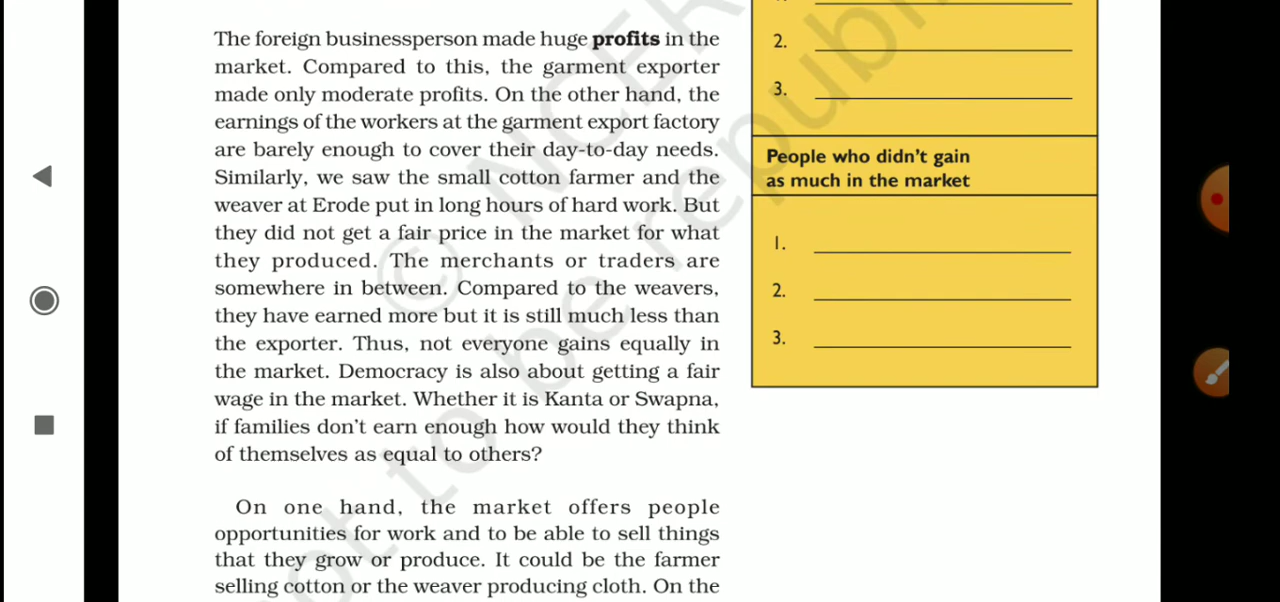 The foreign businessperson made huge profits in the
market. Compared to this, the garment exporter
made only moderate profits. On the other hand, the
earnings of the workers at the garment export factory
are barely enough to cover their day-to-day needs.
Similarly, we saw the small cotton farmer and the
weaver at Erode put in long hours of hard work. But
they did not get a fair price in the market for what
they produced. The merchants or traders are
somewhere in between. Compared to the weavers,
they have earned more but it is still much less than
the exporter. Thus, not everyone gains equally in
the market. Democracy is also about getting a fair
wage in the market. Whether it is Kanta or Swapna,
if families don't earn enough how would they think
of themselves as equal to others?
On one hand, the market offers people
opportunities for work and to be able to sell things
that they grow or produce. It could be the farmer
selling cotton or the weaver producing cloth. On the
2.
3.
People who didn't gain
as much in the market
1.
2.
3.
© NCER
not to be republi